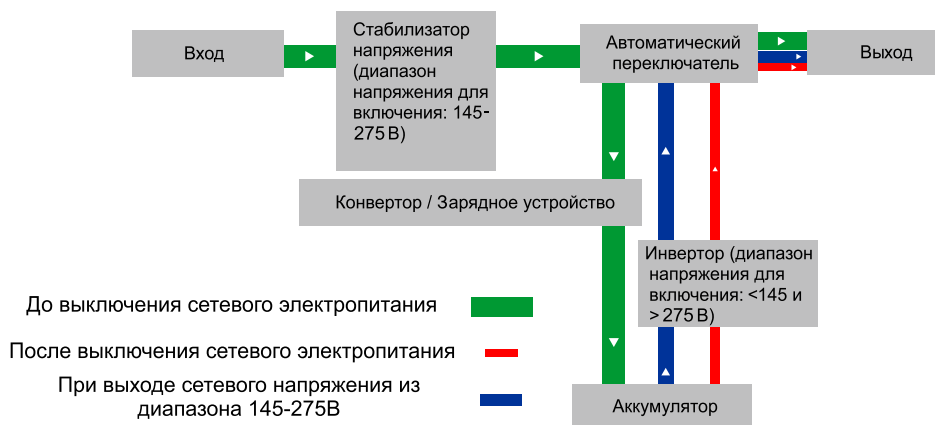 Вход
Стабилизатор
напряжения
(диапазон
напряжения для
включения: 145-
275 В)
Автоматический
переключатель
Выход
Конвертор / Зарядное устройство
Инвертор (диапазон
напряжения для
включения: <145 и
> 275 В)
До выключения сетевого электропитания
После выключения сетевого электропитания
При выходе сетевого напряжения из
диапазона 145-275В
Аккумулятор